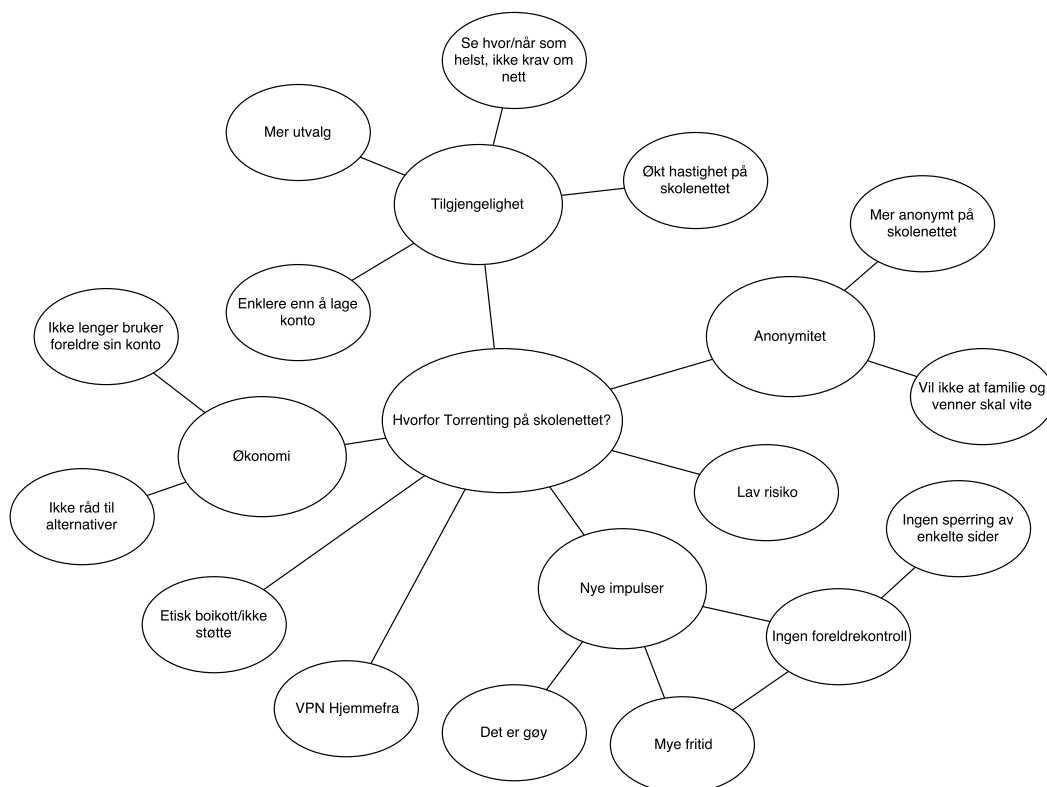 Se hvor/når som
helst, ikke krav om
nett
Mer utvalg
Økt hastighet på
skolenettet
Tilgjengelighet
Mer anonymt på
skolenettet
Enklere enn å lage
konto
Ikke lenger bruker
foreldre sin konto
Anonymitet
Vil ikke at familie og
venner skal vite
Hvorfor Torrenting på skolenettet?
Økonomi
Lav risiko
Ikke råd til
alternativer
Ingen sperring av
enkelte sider
Nye impulser
Etisk boikott/ikke
støtte
Ingen foreldrekontroll
VPN Hjemmefra
Det er gøy
Mye fritid